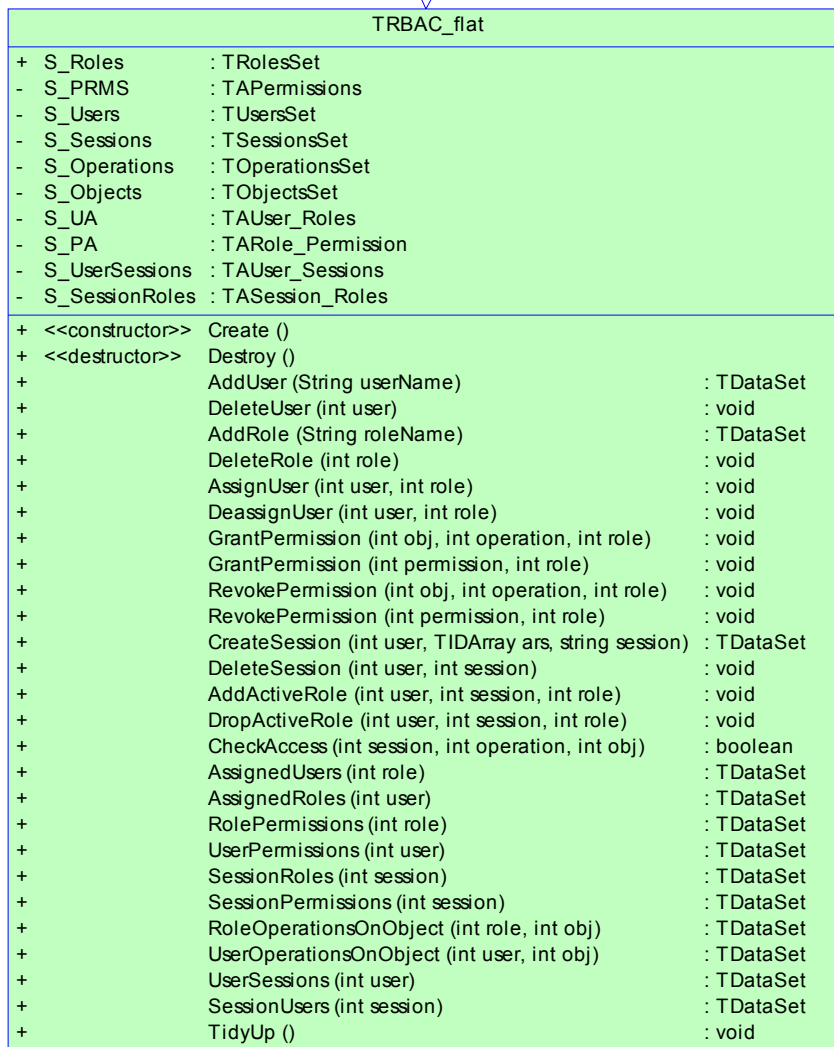 TRBAC_flat
+ S_Roles : TRolesSet
- S_PRMS : TAPermissions
- S_Users : TUsersSet
- S_Sessions : TSessionsSet
- S_Operations : TOperationsSet
- S_Objects : TObjectsSet
- S_UA : TAUser_Roles
- S_PA : TARole_Permission
- S_UserSessions : TAUser_Sessions
- S_SessionRoles : TASession_Roles
+ <<constructor>> Create ()
+ <<destructor>> Destroy ()
+ AddUser (String userName) : TDataSet
+ DeleteUser (int user) : void
+ AddRole (String roleName) : TDataSet
+ DeleteRole (int role) : void
+ AssignUser (int user, int role) : void
+ DeassignUser (int user, int role) : void
+ GrantPermission (int obj, int operation, int role) : void
+ GrantPermission (int permission, int role) : void
+ RevokePermission (int obj, int operation, int role) : void
+ RevokePermission (int permission, int role) : void
+ CreateSession (int user, TIDArray ars, string session) : TDataSet
+ DeleteSession (int user, int session) : void
+ AddActiveRole (int user, int session, int role) : void
+ DropActiveRole (int user, int session, int role) : void
+ CheckAccess (int session, int operation, int obj) : boolean
+ AssignedUsers (int role) : TDataSet
+ AssignedRoles (int user) : TDataSet
+ RolePermissions (int role) : TDataSet
+ UserPermissions (int user) : TDataSet
+ SessionRoles (int session) : TDataSet
+ SessionPermissions (int session) : TDataSet
+ RoleOperationsOnObject (int role, int obj) : TDataSet
+ UserOperationsOnObject (int user, int obj) : TDataSet
+ UserSessions (int user) : TDataSet
+ SessionUsers (int session) : TDataSet
+ TidyUp () : void